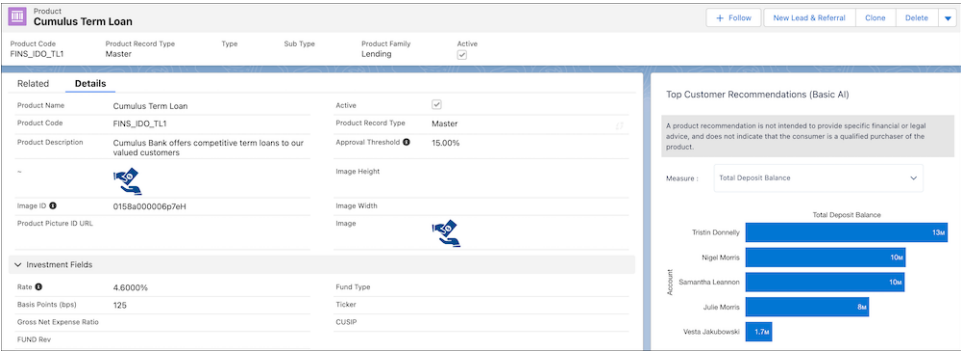 Product
Cumulus Term Loan
+ Follow
New Lead & Referral
Clone
Delete
Product Code
FINS_IDO_TL1
Product Record Type
Master
Type
Sub Type
Product Family
Lending
Active
Related
Details
Product Name
Cumulus Term Loan
Active
Product Code
FINS_IDO_TL1
Product Record Type
Master
Product Description
Cumulus Bank offers competitive term loans to our
valued customers
Approval Threshold
15.00%
~
Image Height
Image ID
0158a000006p7eH
Image Width
Product Picture ID URL
Image
Investment Fields
Rate
4.6000%
Fund Type
Basis Points (bps)
125
Ticker
Gross Net Expense Ratio
CUSIP
FUND Rev
Top Customer Recommendations (Basic AI)
A product recommendation is not intended to provide specific financial or legal
advice, and does not indicate that the consumer is a qualified purchaser of the
product.
Measure :
Total Deposit Balance
Total Deposit Balance
Account
Tristin Donnelly
13M
Nigel Morris
10M
Samantha Leannon
10M
Julie Morris
8M
Vesta Jakubowski
1.7M